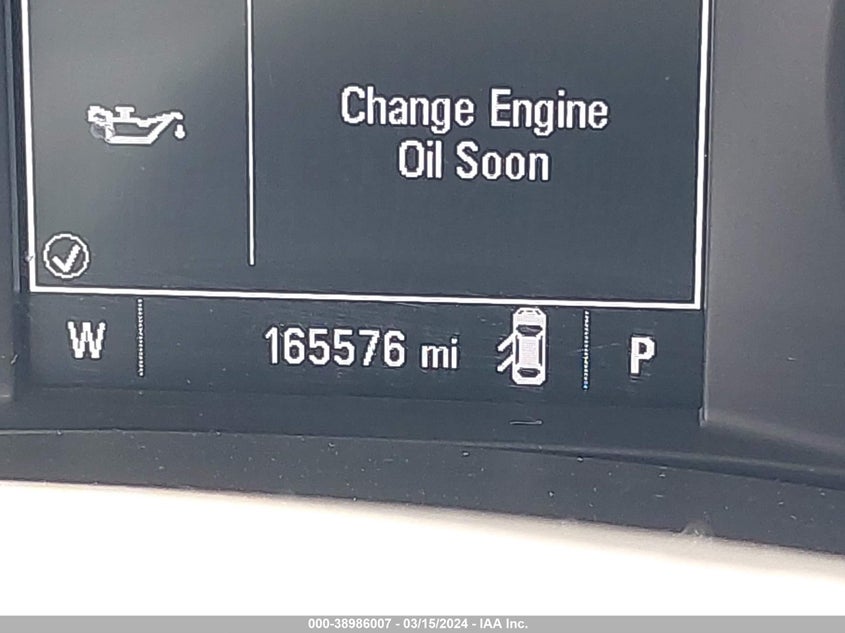 Change Engine
Oil Soon
W
165576 mi
P
000-38986007 - 03/15/2024 - IAA Inc.